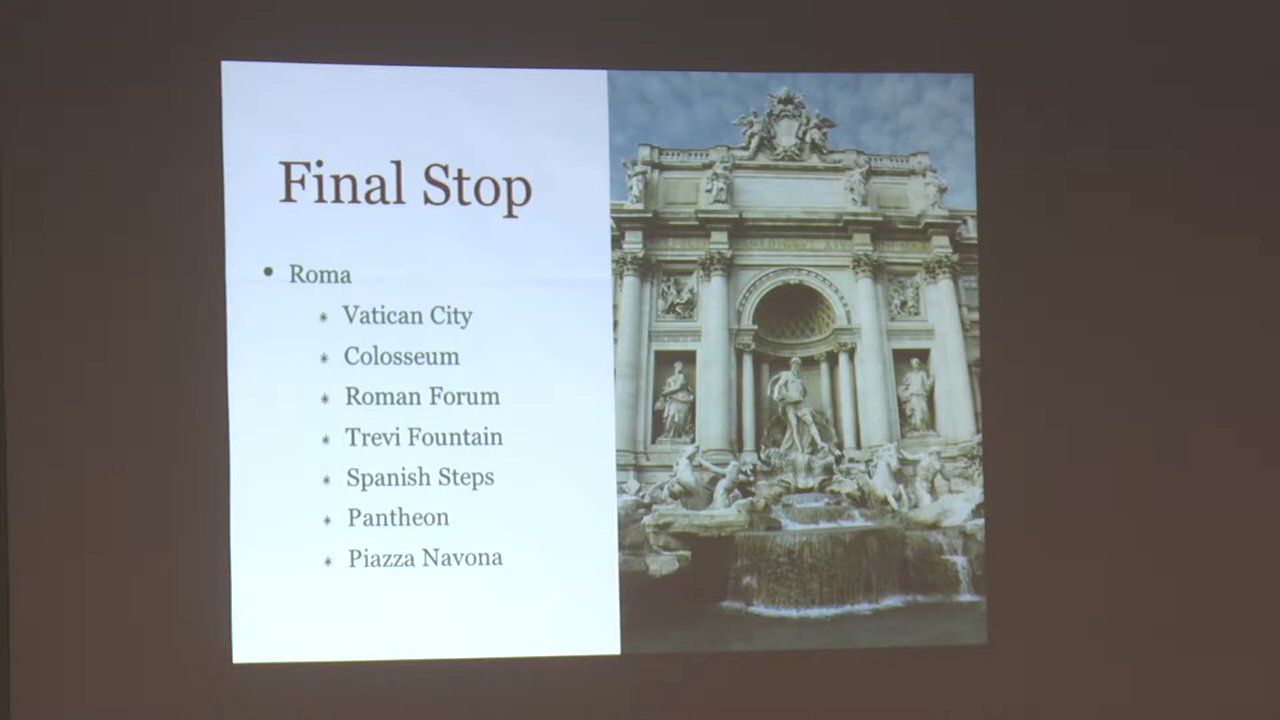 Final Stop
• Roma
* Vatican City
* Colosseum
* Roman Forum
* Trevi Fountain
* Spanish Steps
* Pantheon
* Piazza Navona